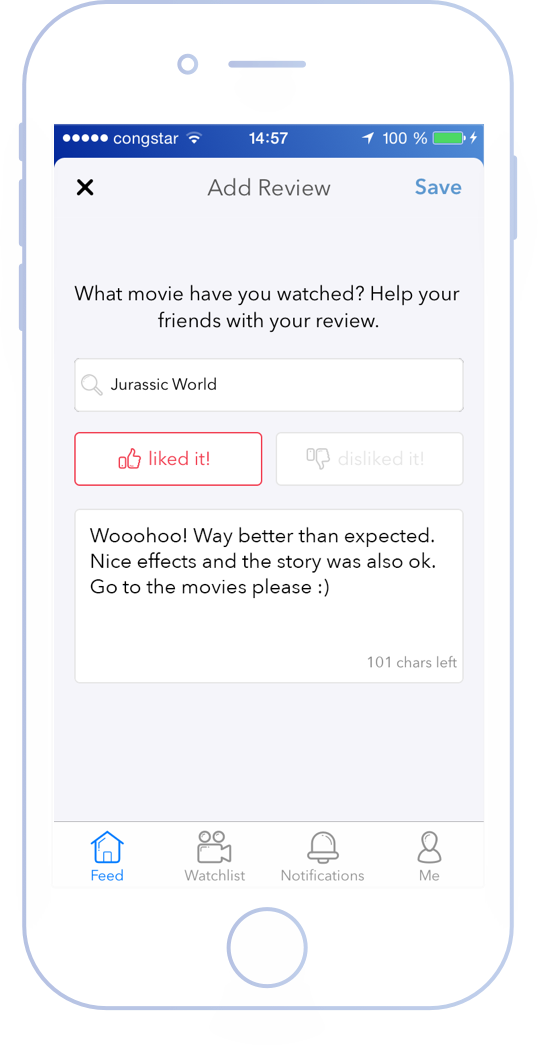 ●●●●● congstar 14:57 100 %
Add Review Save
What movie have you watched? Help your
friends with your review.
Jurassic World
liked it! disliked it!
Wooohoo! Way better than expected.
Nice effects and the story was also ok.
Go to the movies please :)
101 chars left
Feed Watchlist Notifications Me